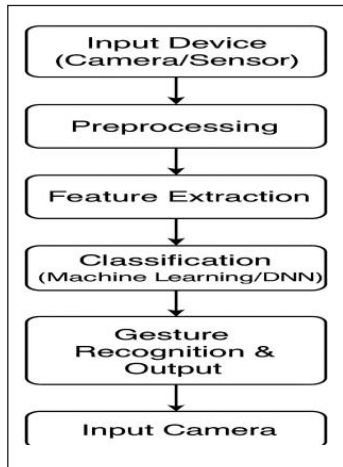 Input Device
(Camera/Sensor)
Preprocessing
Feature Extraction
Classification
(Machine Learning/DNN)
Gesture
Recognition &
Output
Input Camera